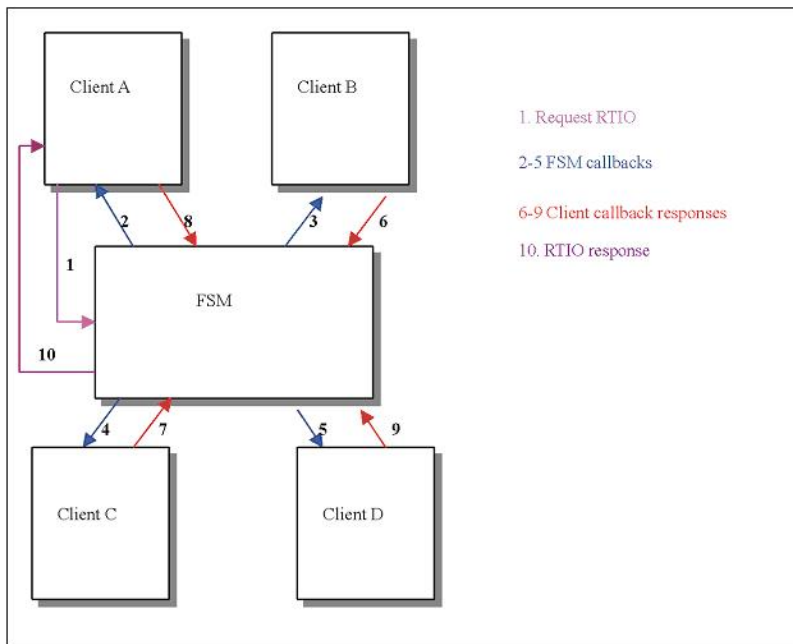 Client A
Client B
1. Request RTIO
2-5 FSM callbacks
6-9 Client callback responses
10. RTIO response
2
8
3
6
1
FSM
10
4
7
5
9
Client C
Client D